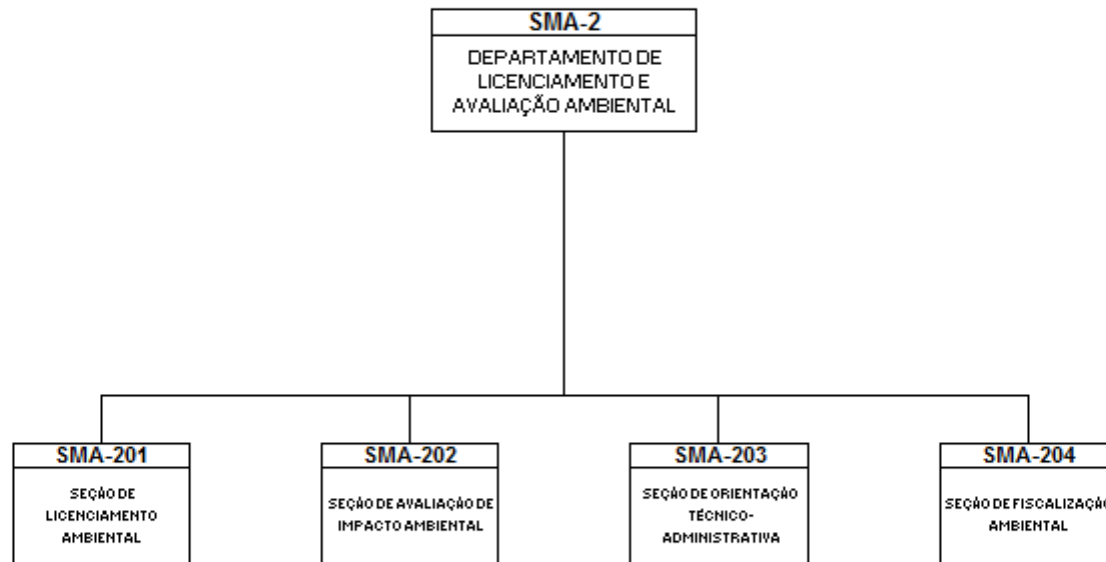 SMA-2
DEPARTAMENTO DE
LICENCIAMENTO E
AVALIAÇÃO AMBIENTAL
SMA-201
SEÇÃO DE
LICENCIAMENTO
AMBIENTAL
SMA-202
SEÇÃO DE AVALIAÇÃO DE
IMPACTO AMBIENTAL
SMA-203
SEÇÃO DE ORIENTAÇÃO
TÉCNICO-
ADMINISTRATIVA
SMA-204
SEÇÃO DE FISCALIZAÇÃO
AMBIENTAL